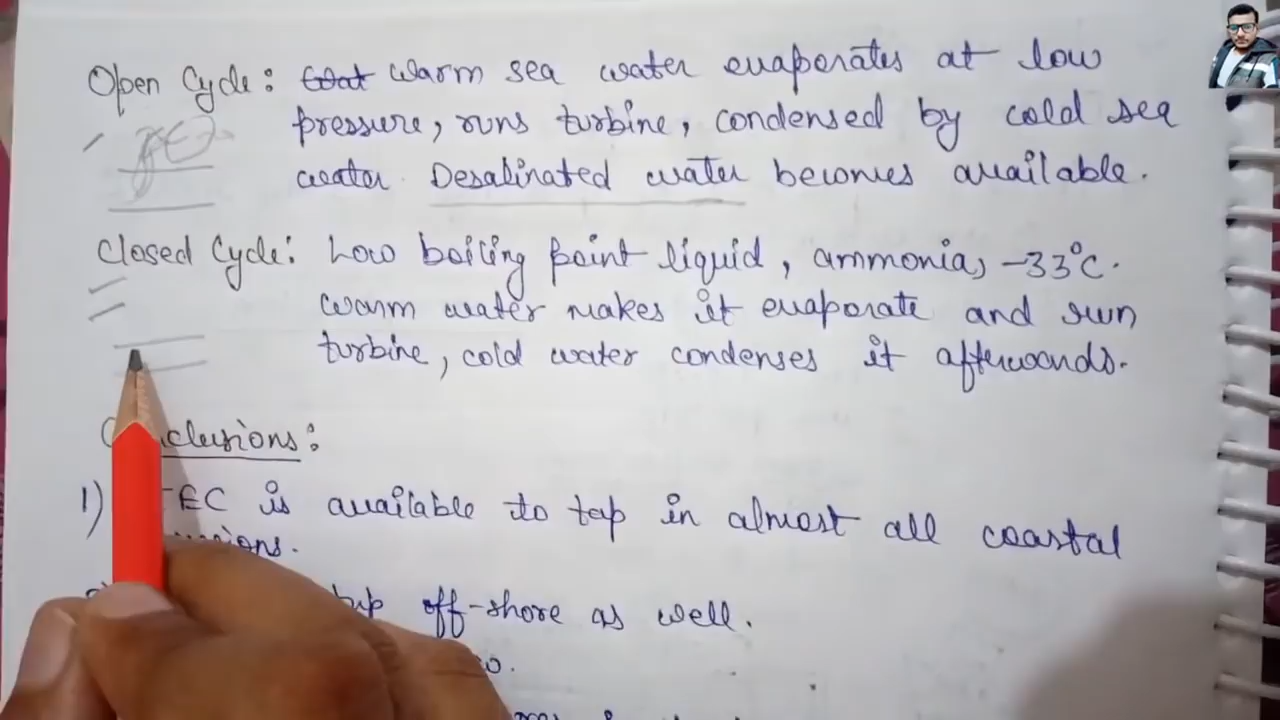 Open Cycle: Warm sea water evaporates at low
pressure, runs turbine, condensed by cold sea
water. Desalinated water becomes available.
Closed Cycle: Low boiling point liquid, ammonia, -33°C.
Warm water makes it evaporate and run
turbine, cold water condenses it afterwards.
1) is available to tap in almost all coastal
off-shore as well.